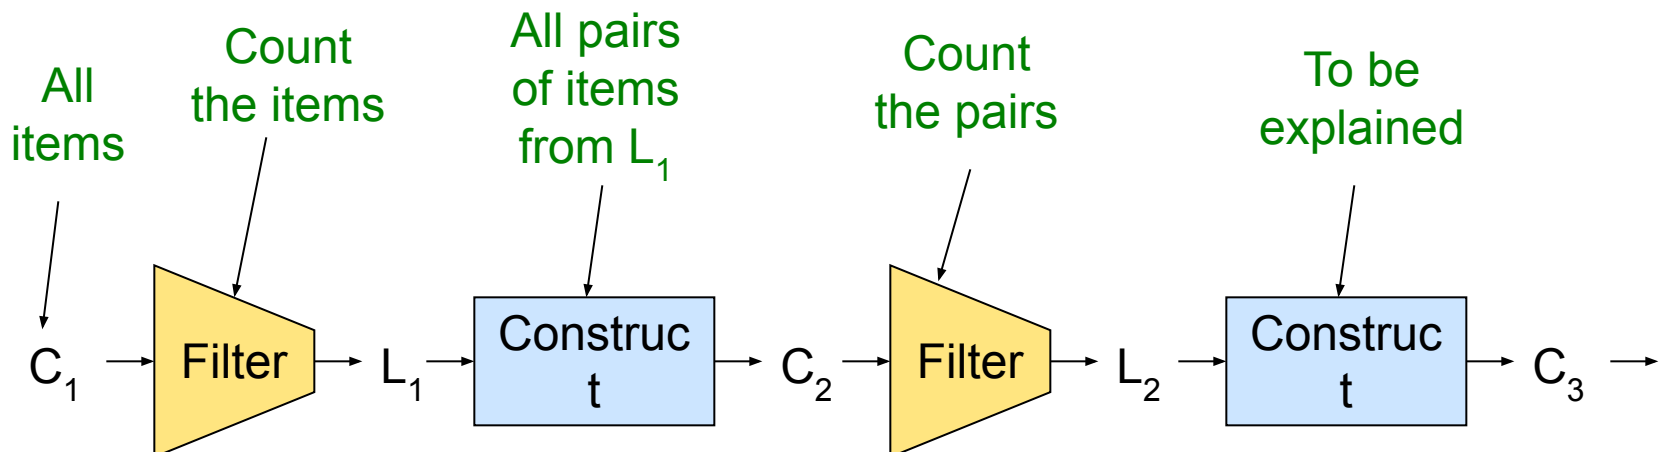 All
items
Count
the items
All pairs
of items
from L₁
Count
the pairs
To be
explained
C₁
Filter
L₁
Construc
t
C₂
Filter
L₂
Construc
t
C₃